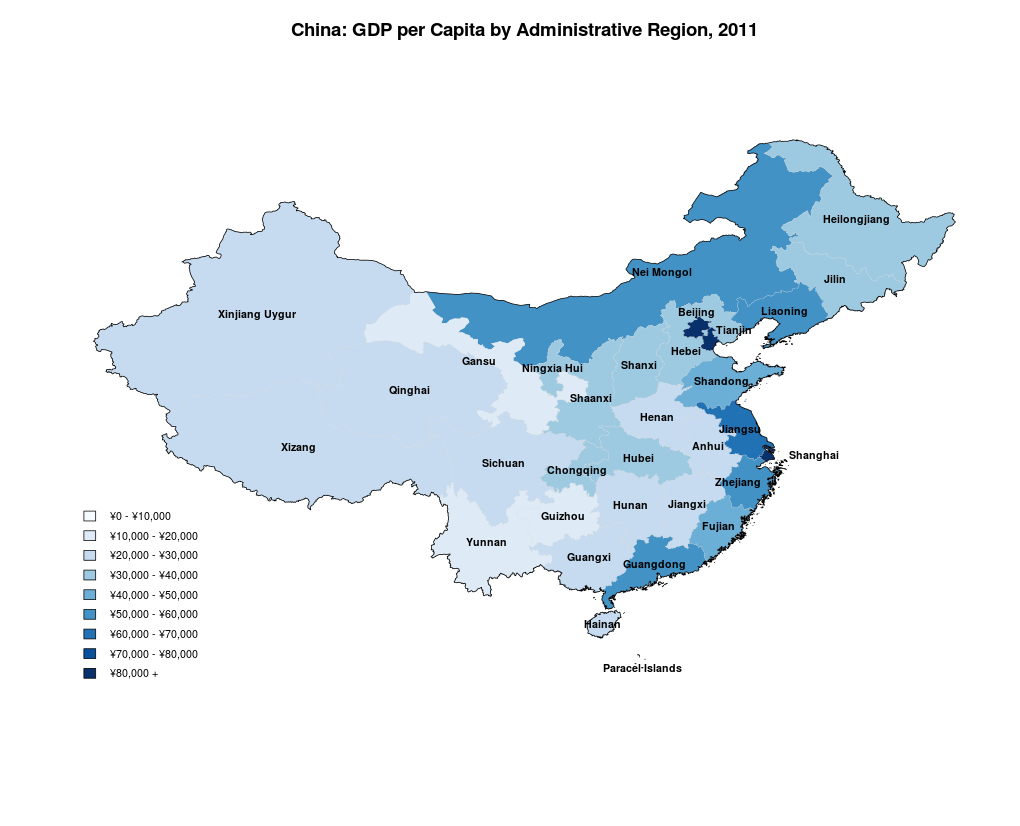 China: GDP per Capita by Administrative Region, 2011
Heilongjiang
Nei Mongol
Jilin
Xinjiang Uygur
Beijing
Liaoning
Tianjin
Hebei
Gansu
Ningxia Hui
Shanxi
Shandong
Qinghai
Shaanxi
Henan
Jiangsu
Xizang
Anhui
Shanghai
Sichuan
Hubei
Chongqing
Zhejiang
Hunan
Jiangxi
Guizhou
Fujian
Yunnan
Guangxi
Guangdong
Hainan
Paracel Islands
¥0 - ¥10,000
¥10,000 - ¥20,000
¥20,000 - ¥30,000
¥30,000 - ¥40,000
¥40,000 - ¥50,000
¥50,000 - ¥60,000
¥60,000 - ¥70,000
¥70,000 - ¥80,000
¥80,000 +